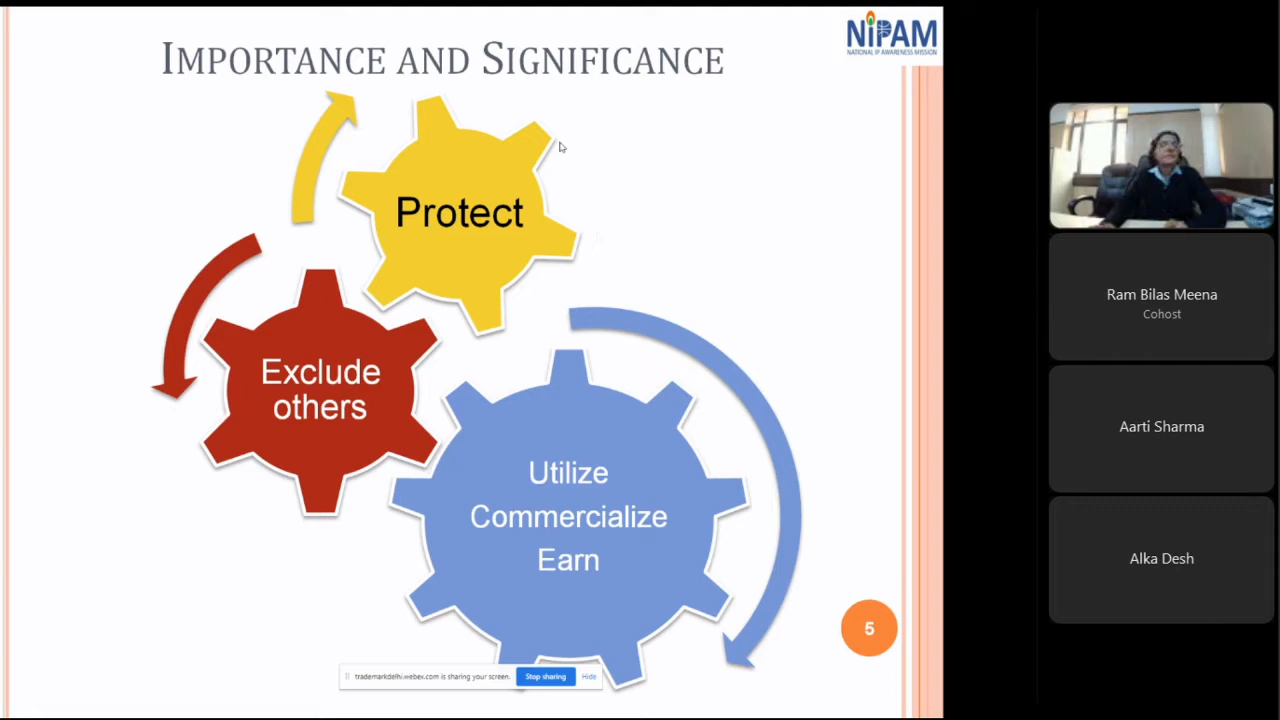 IMPORTANCE AND SIGNIFICANCE
NIPAM
NATIONAL IP AWARENESS MISSION
Protect
Exclude
others
Utilize
Commercialize
Earn
5
trademarkdelhi.webex.com is sharing your screen.
Stop sharing
Hide
Ram Bilas Meena
Cohost
Aarti Sharma
Alka Desh